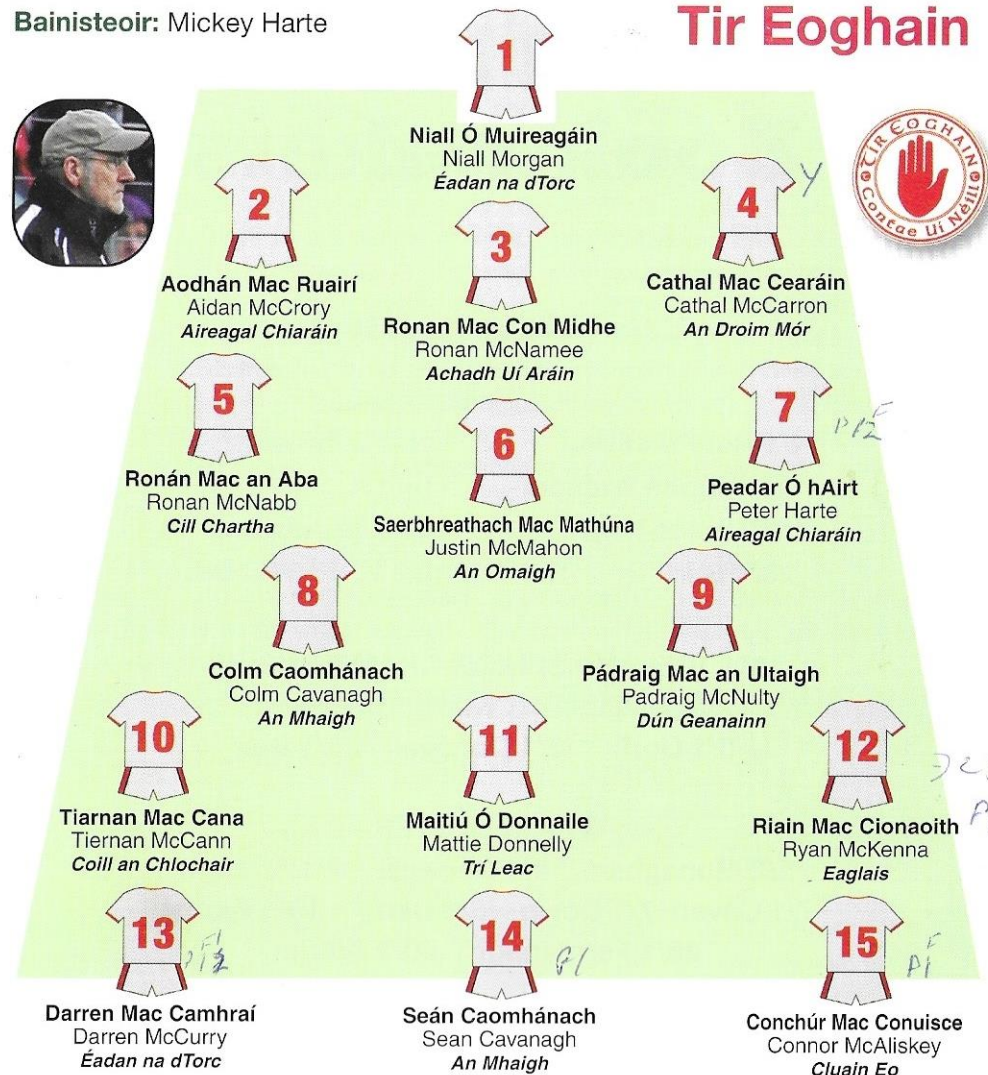 Bainisteoir: Mickey Harte
Tir Eoghain
TÍR EOGHAIN
Contae Uí Néill
1
Niall Ó Muireagáin
Niall Morgan
Éadan na dTorc
2
Aodhán Mac Ruairí
Aidan McCrory
Aireagal Chiaráin
3
Ronan Mac Con Midhe
Ronan McNamee
Achadh Uí Aráin
4
Y
Cathal Mac Cearáin
Cathal McCarron
An Droim Mór
5
Ronán Mac an Aba
Ronan McNabb
Cill Chartha
6
Saerbhreathach Mac Mathúna
Justin McMahon
An Omaigh
7
Peadar Ó hAirt
Peter Harte
Aireagal Chiaráin
8
Colm Caomhánach
Colm Cavanagh
An Mhaigh
9
Pádraig Mac an Ultaigh
Padraig McNulty
Dún Geanainn
10
Tiarnan Mac Cana
Tiernan McCann
Coill an Chlochair
11
Maitiú Ó Donnaile
Mattie Donnelly
Trí Leac
12
Riain Mac Cionaoith
Ryan McKenna
Eaglais
13
Darren Mac Camhraí
Darren McCurry
Éadan na dTorc
14
Seán Caomhánach
Sean Cavanagh
An Mhaigh
15
Conchúr Mac Conuisce
Connor McAliskey
Cluain Eo